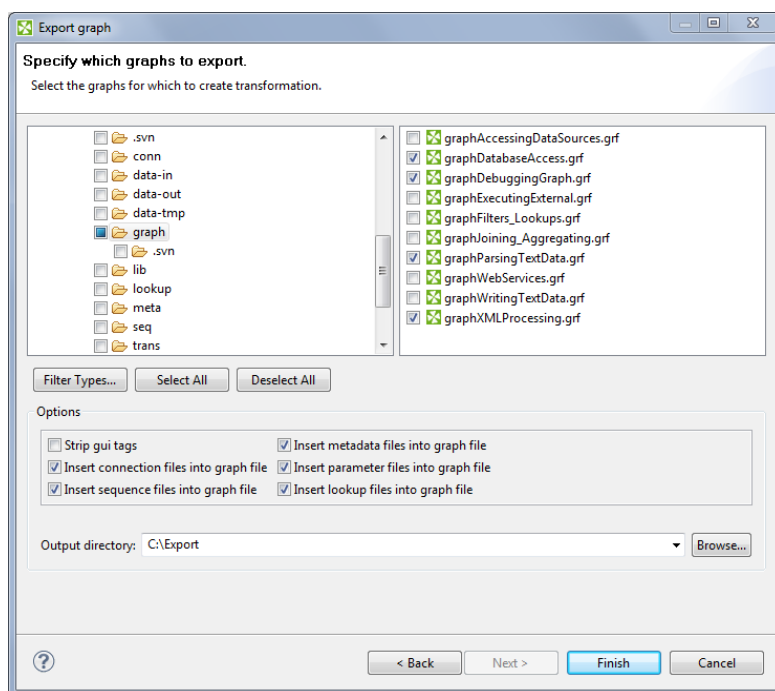 Export graph
Specify which graphs to export.
Select the graphs for which to create transformation.
.svn
conn
data-in
data-out
data-tmp
graph
.svn
lib
lookup
meta
seq
trans
graphAccessingDataSources.grf
graphDatabaseAccess.grf
graphDebuggingGraph.grf
graphExecutingExternal.grf
graphFilters_Lookups.grf
graphJoining_Aggregating.grf
graphParsingTextData.grf
graphWebServices.grf
graphWritingTextData.grf
graphXMLProcessing.grf
Filter Types... Select All Deselect All
Options
Strip gui tags Insert metadata files into graph file
Insert connection files into graph file Insert parameter files into graph file
Insert sequence files into graph file Insert lookup files into graph file
Output directory: C:\Export Browse...
? < Back Next > Finish Cancel